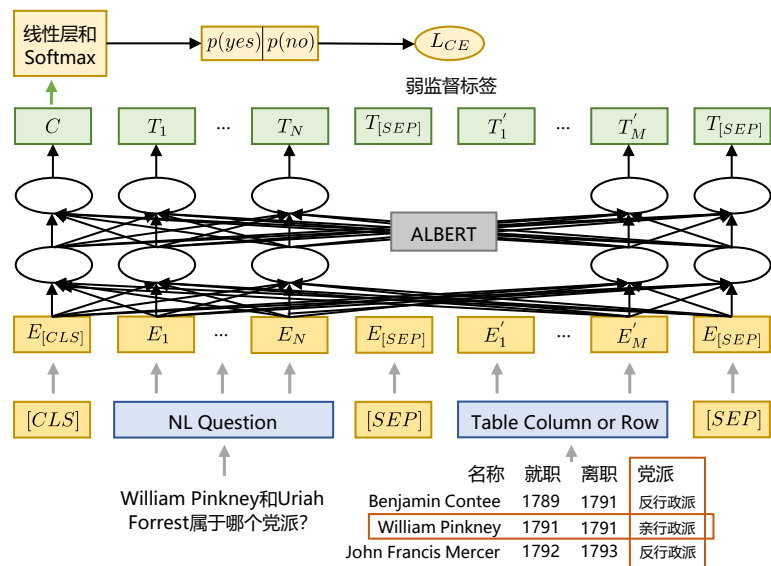 线性层和
Softmax
p(yes) p(no)
L_{CE}
弱监督标签
C T_1 ... T_N T_{[SEP]} T'_1 ... T'_M T_{[SEP]}
ALBERT
E_{[CLS]} E_1 ... E_N E_{[SEP]} E'_1 ... E'_M E_{[SEP]}
[CLS] NL Question [SEP] Table Column or Row [SEP]
William Pinkney和Uriah
Forrest属于哪个党派?
名称 就职 离职 党派
Benjamin Contee 1789 1791 反行政派
William Pinkney 1791 1791 亲行政派
John Francis Mercer 1792 1793 反行政派